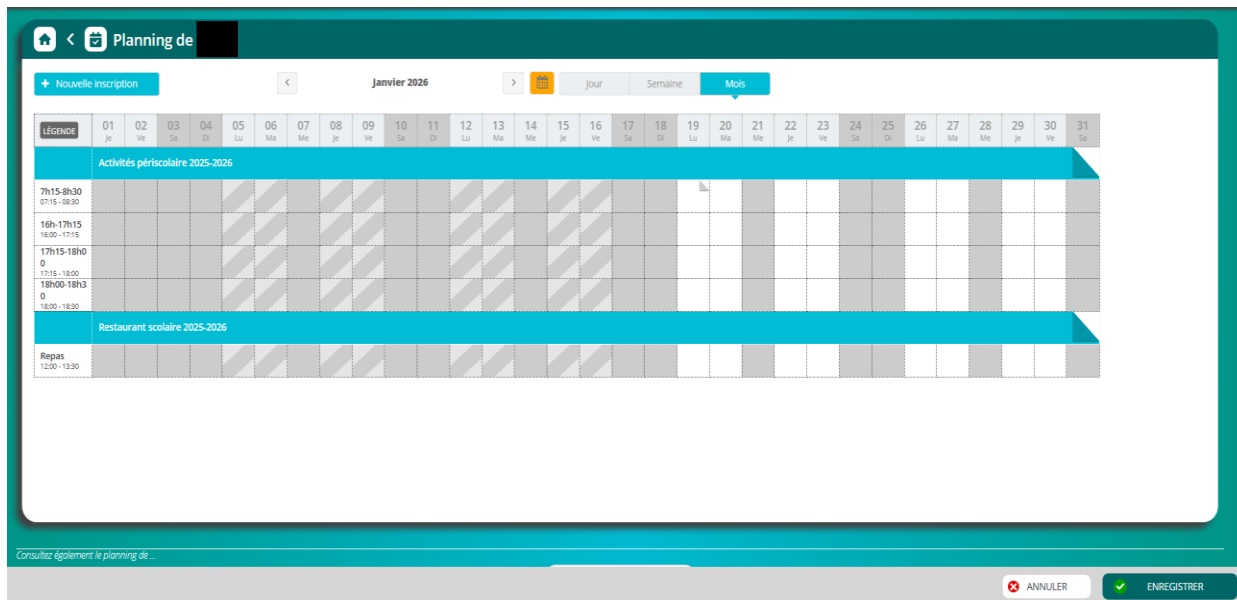 Planning de
+ Nouvelle inscription
< Janvier 2026 >
Jour Semaine Mois
LÉGENDE 01 02 03 04 05 06 07 08 09 10 11 12 13 14 15 16 17 18 19 20 21 22 23 24 25 26 27 28 29 30 31
Je Ve Sa Di Lu Ma Me Je Ve Sa Di Lu Ma Me Je Ve Sa Di Lu Ma Me Je Ve Sa Di Lu Ma Me Je Ve Sa
Activités périscolaire 2025-2026
7h15-8h30
07:15 - 08:30
16h-17h15
16:00 - 17:15
17h15-18h0
0
17:15 - 18:00
18h00-18h3
0
18:00 - 18:30
Restaurant scolaire 2025-2026
Repas
12:00 - 13:30
Consultez également le planning de ...
ANNULER
ENREGISTRER